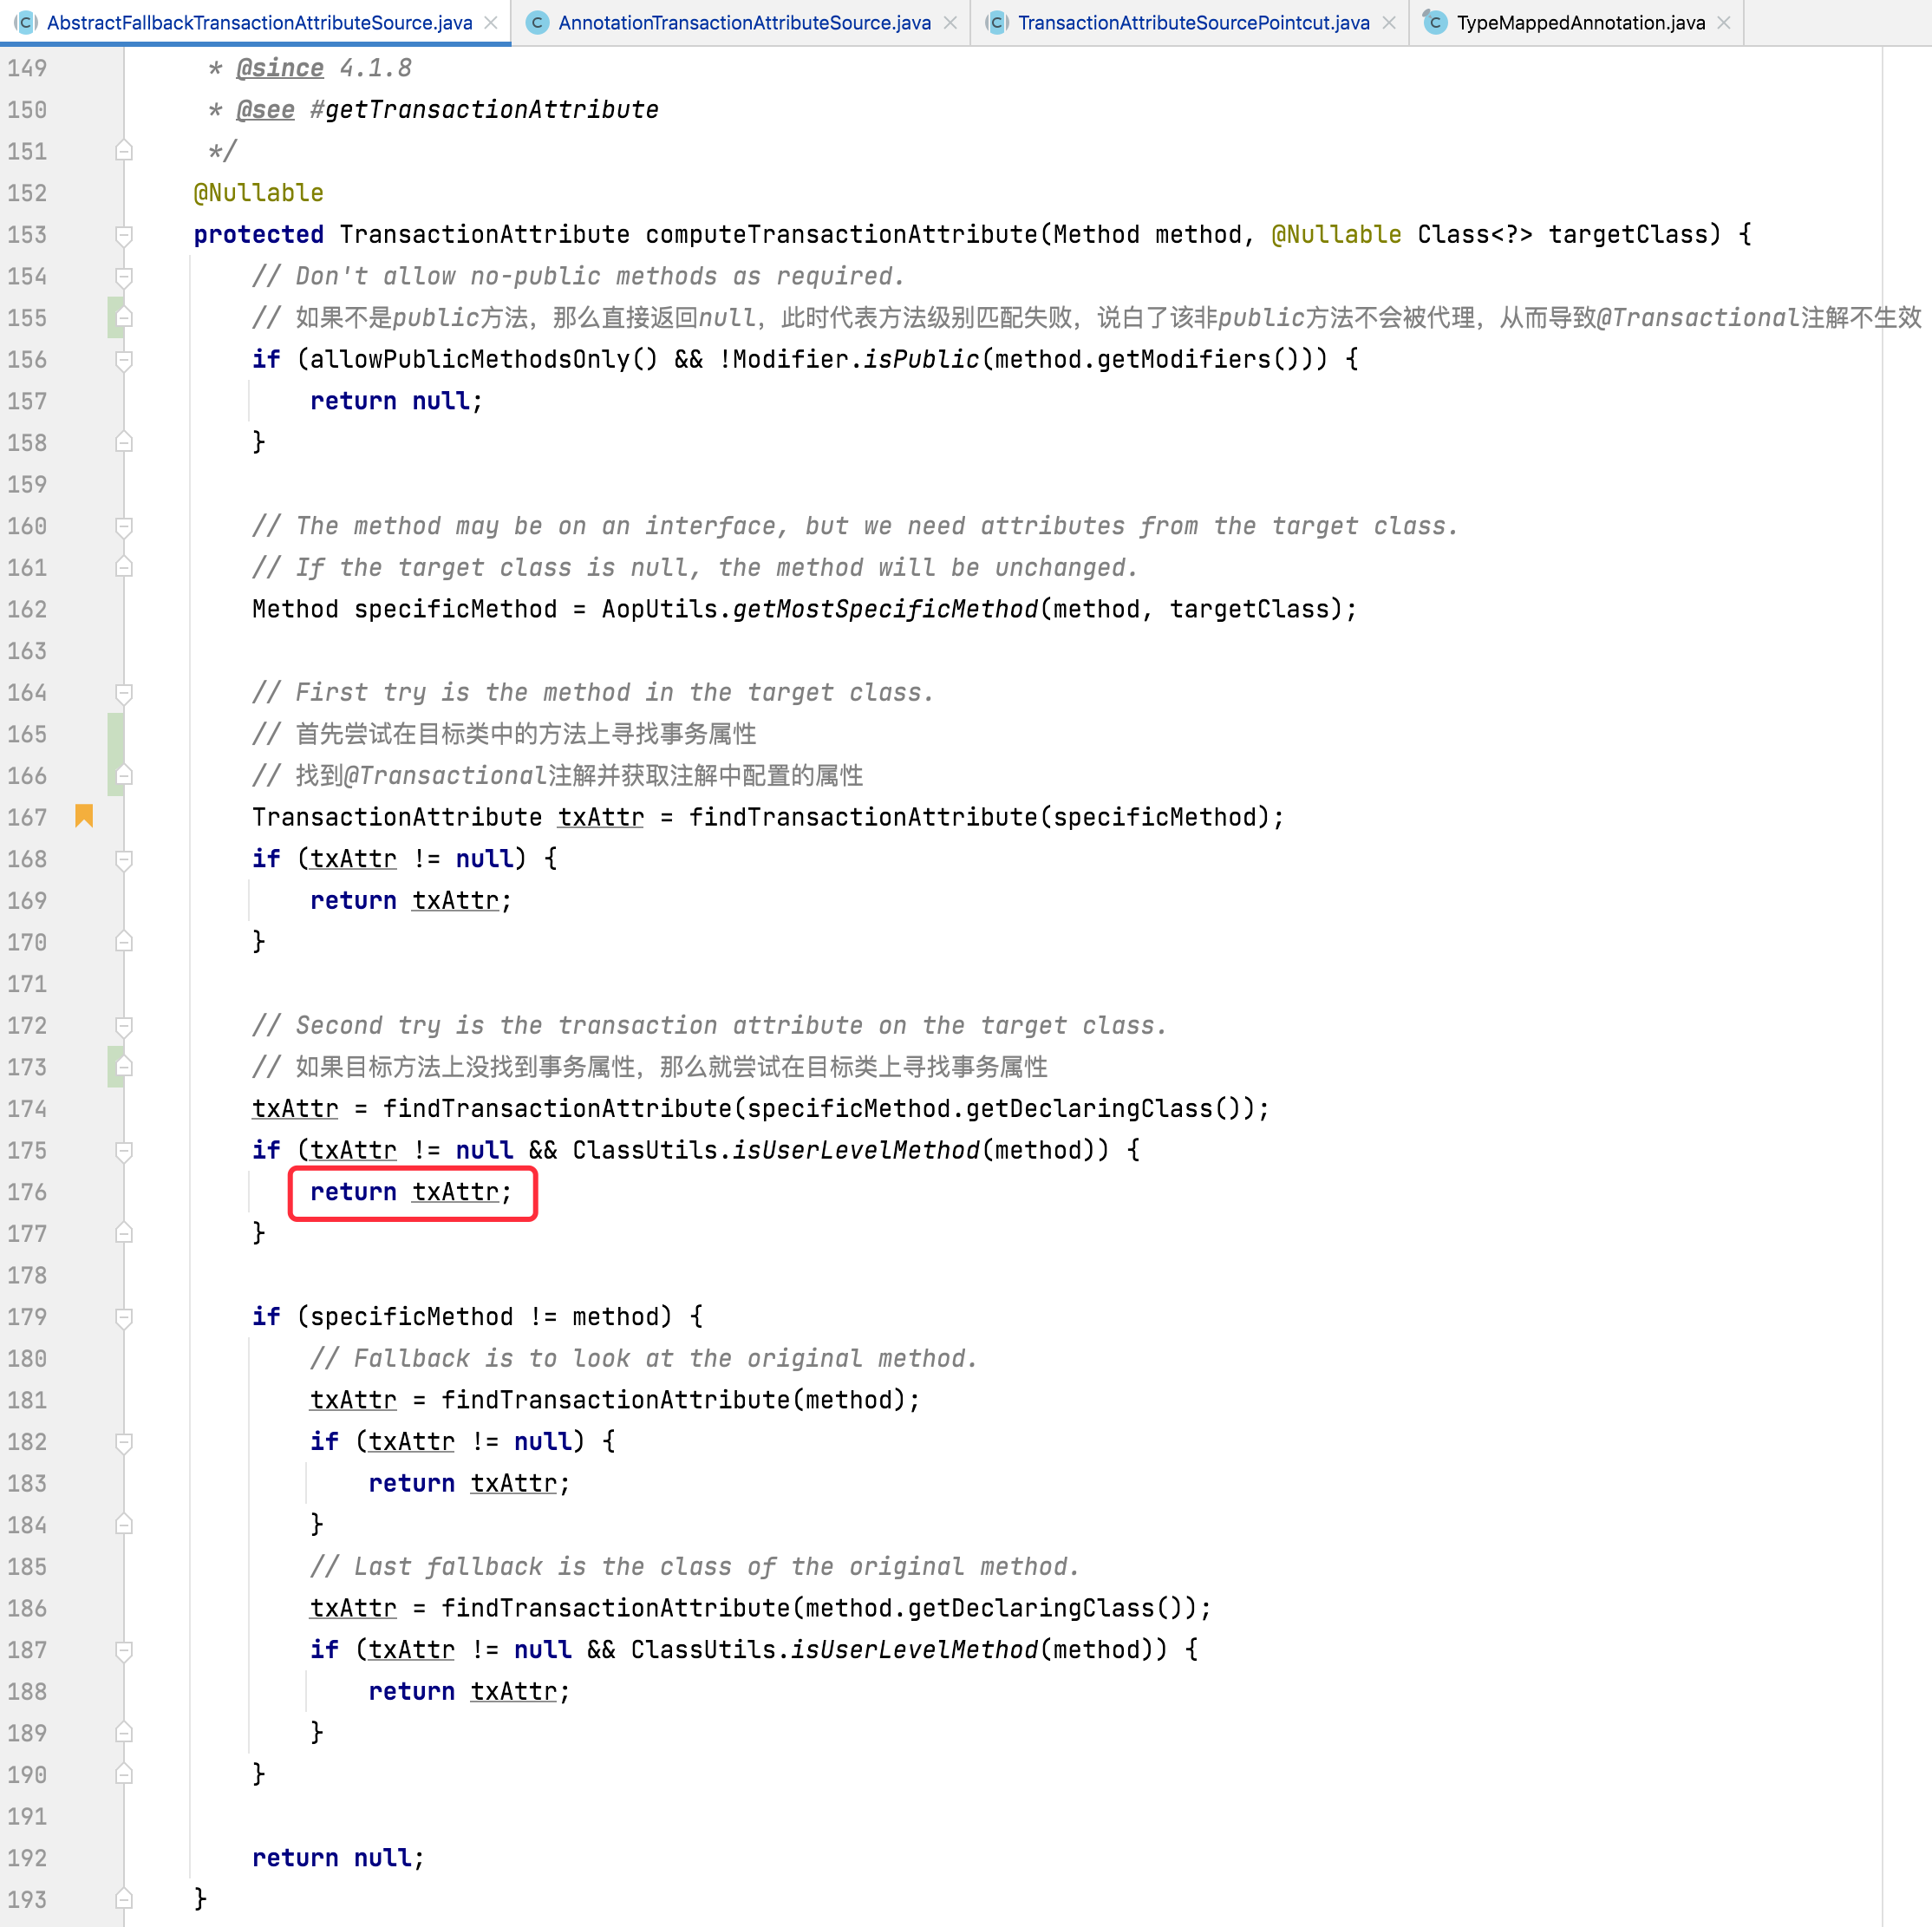 AbstractFallbackTransactionAttributeSource.java AnnotationTransactionAttributeSource.java TransactionAttributeSourcePointcut.java TypeMappedAnnotation.java
149 * @since 4.1.8
150 * @see #getTransactionAttribute
151 */
152 @Nullable
153 protected TransactionAttribute computeTransactionAttribute(Method method, @Nullable Class<?> targetClass) {
154 // Don't allow no-public methods as required.
155 // 如果不是public方法，那么直接返回null，此时代表方法级别匹配失败，说白了该非public方法不会被代理，从而导致@Transactional注解不生效
156 if (allowPublicMethodsOnly() && !Modifier.isPublic(method.getModifiers())) {
157 return null;
158 }
159
160 // The method may be on an interface, but we need attributes from the target class.
161 // If the target class is null, the method will be unchanged.
162 Method specificMethod = AopUtils.getMostSpecificMethod(method, targetClass);
163
164 // First try is the method in the target class.
165 // 首先尝试在目标类中的方法上寻找事务属性
166 // 找到@Transactional注解并获取注解中配置的属性
167 TransactionAttribute txAttr = findTransactionAttribute(specificMethod);
168 if (txAttr != null) {
169 return txAttr;
170 }
171
172 // Second try is the transaction attribute on the target class.
173 // 如果目标方法上没找到事务属性，那么就尝试在目标类上寻找事务属性
174 txAttr = findTransactionAttribute(specificMethod.getDeclaringClass());
175 if (txAttr != null && ClassUtils.isUserLevelMethod(method)) {
176 return txAttr;
177 }
178
179 if (specificMethod != method) {
180 // Fallback is to look at the original method.
181 txAttr = findTransactionAttribute(method);
182 if (txAttr != null) {
183 return txAttr;
184 }
185 // Last fallback is the class of the original method.
186 txAttr = findTransactionAttribute(method.getDeclaringClass());
187 if (txAttr != null && ClassUtils.isUserLevelMethod(method)) {
188 return txAttr;
189 }
190 }
191
192 return null;
193 }